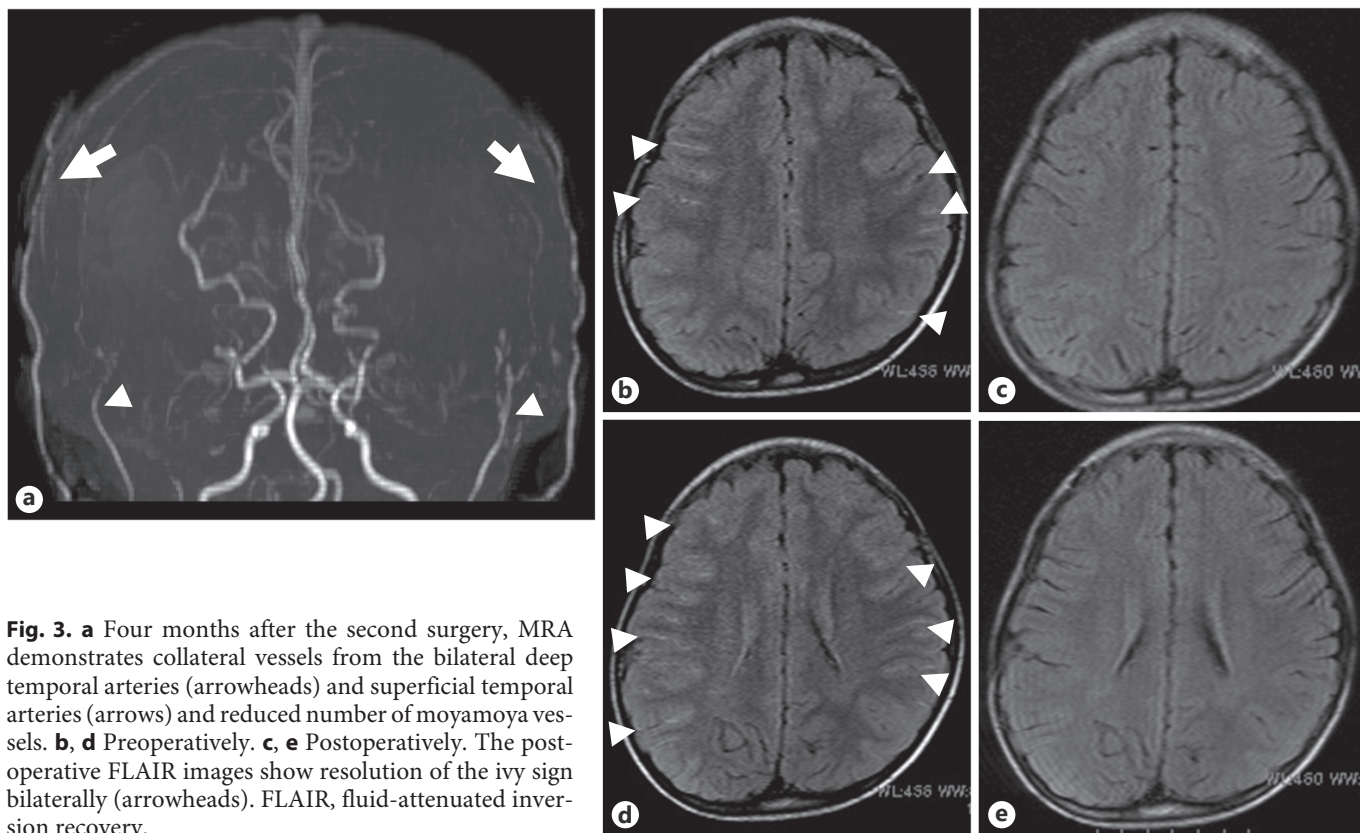 a
b
WL:456 WW
c
WL:460 WW
d
WL:456 WW:
e
WL:460 WW:
Fig. 3. a Four months after the second surgery, MRA
demonstrates collateral vessels from the bilateral deep
temporal arteries (arrowheads) and superficial temporal
arteries (arrows) and reduced number of moyamoya ves-
sels. b, d Preoperatively. c, e Postoperatively. The post-
operative FLAIR images show resolution of the ivy sign
bilaterally (arrowheads). FLAIR, fluid-attenuated inver-
sion recovery.